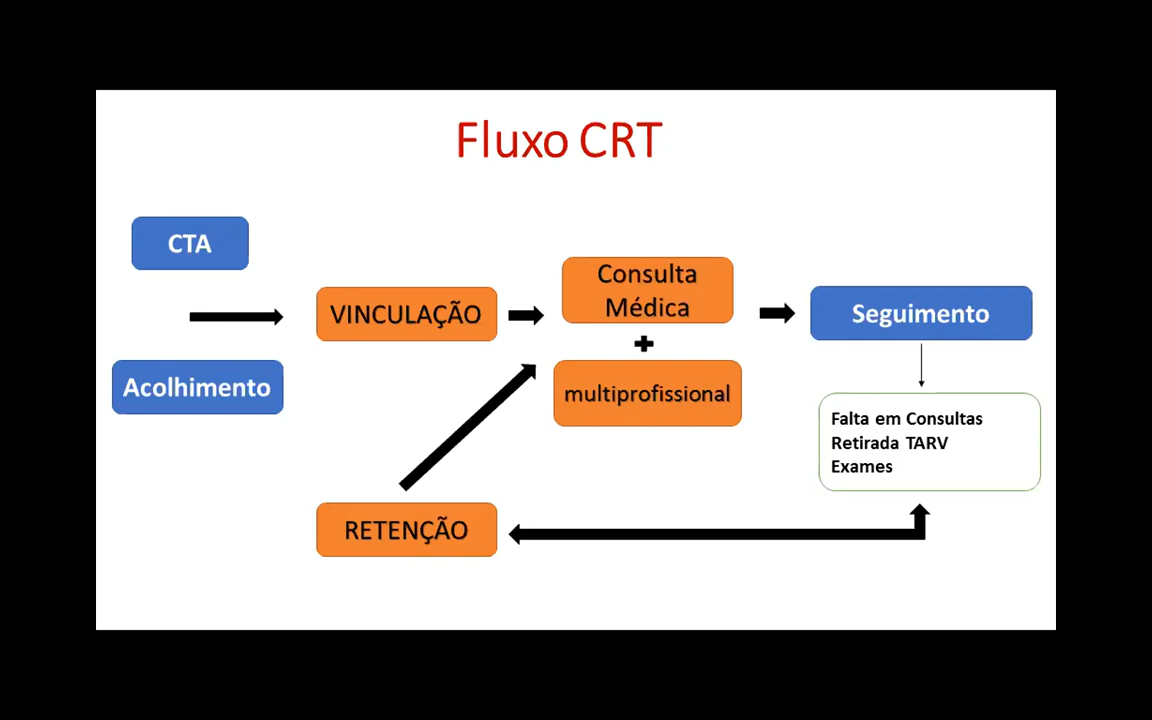 Fluxo CRT
CTA
Acolhimento
VINCULAÇÃO
Consulta
Médica
multiprofissional
Seguimento
Falta em Consultas
Retirada TARV
Exames
RETENÇÃO